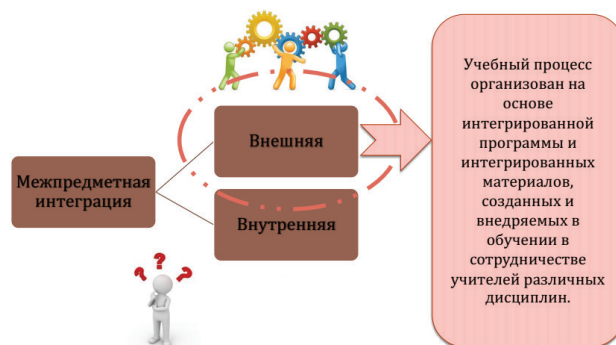 Межпредметная
интеграция
Внешняя
Внутренняя
Учебный процесс
организован на
основе
интегрированной
программы и
интегрированных
материалов,
созданных и
внедряемых в
обучении в
сотрудничестве
учителей различных
дисциплин.
? ? ?